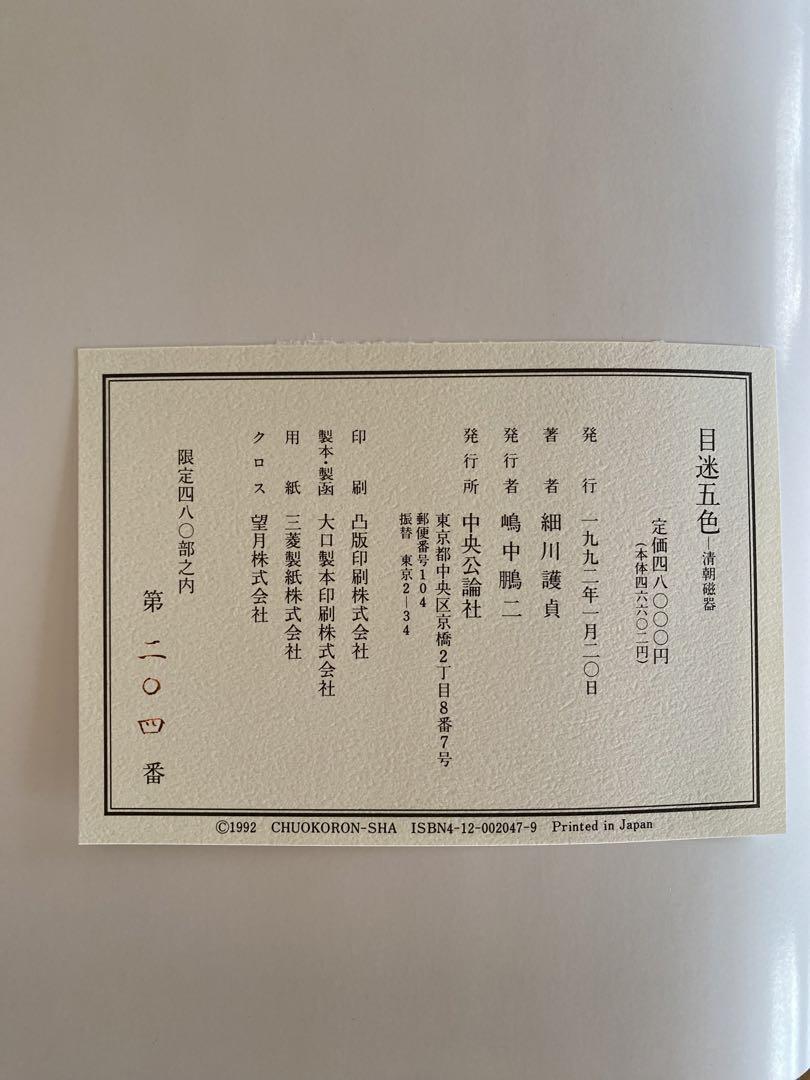 目迷五色─清朝磁器
定価四八〇〇〇円
(本体四六六〇二円)
発行 一九九二年一月二〇日
著者 細川護貞
発行者 嶋中鵬二
発行所 中央公論社
東京都中央区京橋2丁目8番7号
郵便番号104
振替 東京2─34
印刷 凸版印刷株式会社
製本・製函 大口製本印刷株式会社
用紙 三菱製紙株式会社
クロス 望月株式会社
限定四八〇部之内
第二〇四番
©1992 CHUOKORON-SHA ISBN4-12-002047-9 Printed in Japan